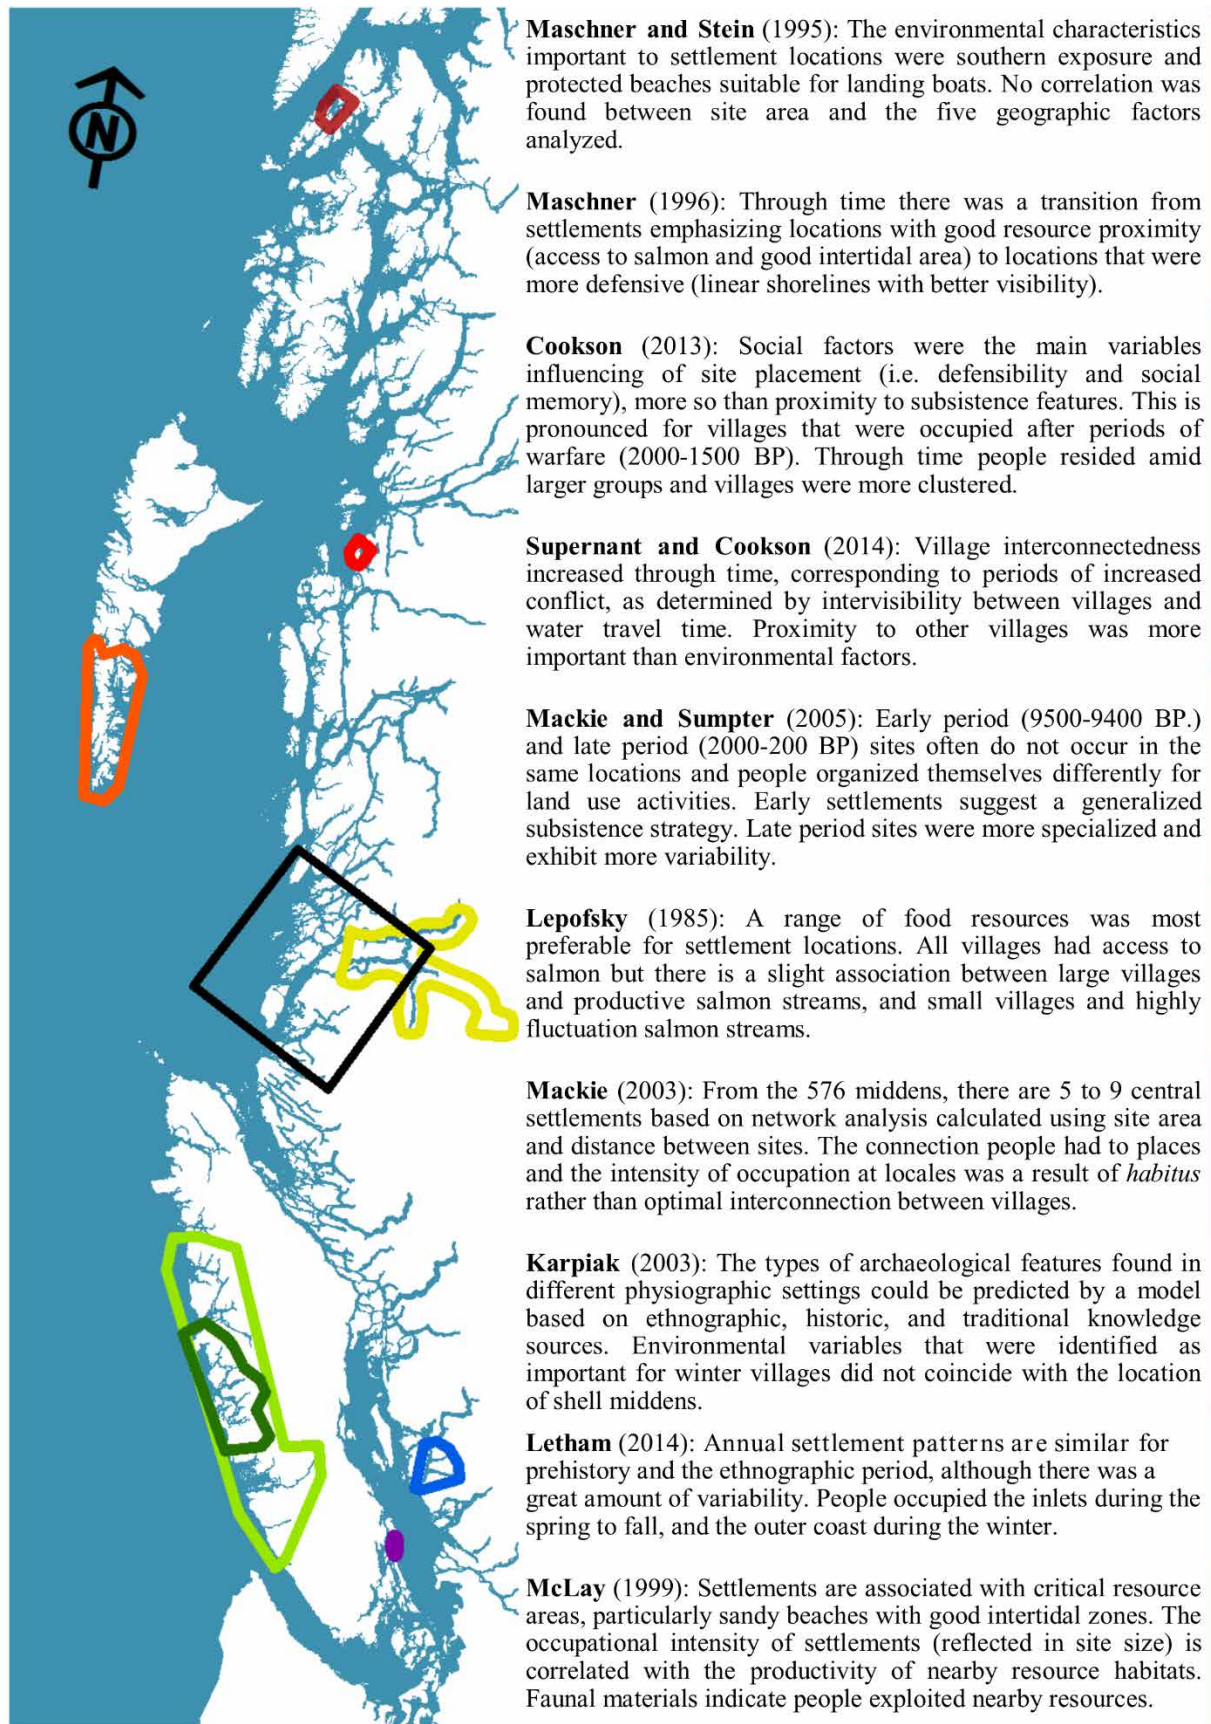 N
Maschner and Stein (1995): The environmental characteristics
important to settlement locations were southern exposure and
protected beaches suitable for landing boats. No correlation was
found between site area and the five geographic factors
analyzed.
Maschner (1996): Through time there was a transition from
settlements emphasizing locations with good resource proximity
(access to salmon and good intertidal area) to locations that were
more defensive (linear shorelines with better visibility).
Cookson (2013): Social factors were the main variables
influencing of site placement (i.e. defensibility and social
memory), more so than proximity to subsistence features. This is
pronounced for villages that were occupied after periods of
warfare (2000-1500 BP). Through time people resided amid
larger groups and villages were more clustered.
Supernant and Cookson (2014): Village interconnectedness
increased through time, corresponding to periods of increased
conflict, as determined by intervisibility between villages and
water travel time. Proximity to other villages was more
important than environmental factors.
Mackie and Sumpter (2005): Early period (9500-9400 BP.)
and late period (2000-200 BP) sites often do not occur in the
same locations and people organized themselves differently for
land use activities. Early settlements suggest a generalized
subsistence strategy. Late period sites were more specialized and
exhibit more variability.
Lepofsky (1985): A range of food resources was most
preferable for settlement locations. All villages had access to
salmon but there is a slight association between large villages
and productive salmon streams, and small villages and highly
fluctuation salmon streams.
Mackie (2003): From the 576 middens, there are 5 to 9 central
settlements based on network analysis calculated using site area
and distance between sites. The connection people had to places
and the intensity of occupation at locales was a result of habitus
rather than optimal interconnection between villages.
Karpiak (2003): The types of archaeological features found in
different physiographic settings could be predicted by a model
based on ethnographic, historic, and traditional knowledge
sources. Environmental variables that were identified as
important for winter villages did not coincide with the location
of shell middens.
Letham (2014): Annual settlement patterns are similar for
prehistory and the ethnographic period, although there was a
great amount of variability. People occupied the inlets during the
spring to fall, and the outer coast during the winter.
McLay (1999): Settlements are associated with critical resource
areas, particularly sandy beaches with good intertidal zones. The
occupational intensity of settlements (reflected in site size) is
correlated with the productivity of nearby resource habitats.
Faunal materials indicate people exploited nearby resources.